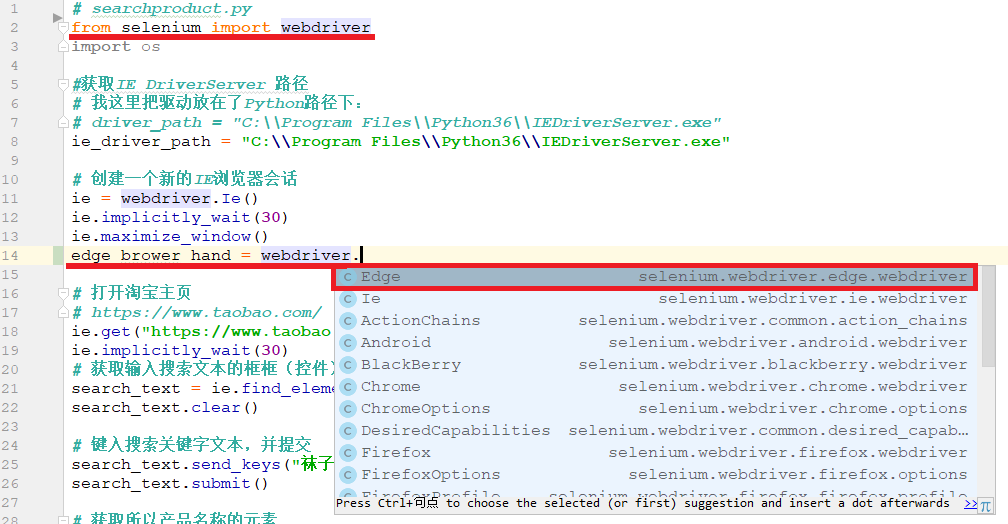 1 # searchproduct.py
2 from selenium import webdriver
3 import os
4
5 #获取IE DriverServer 路径
6 # 我这里把驱动放在了Python路径下:
7 # driver_path = "C:\\Program Files\\Python36\\IEDriverServer.exe"
8 ie_driver_path = "C:\\Program Files\\Python36\\IEDriverServer.exe"
9
10 # 创建一个新的IE浏览器会话
11 ie = webdriver.Ie()
12 ie.implicitly_wait(30)
13 ie.maximize_window()
14 edge_brower_hand = webdriver.
15
C Edge selenium.webdriver.edge.webdriver
16 # 打开淘宝主页
C Ie selenium.webdriver.ie.webdriver
17 # https://www.taobao.com/
C ActionChains selenium.webdriver.common.action_chains
18 ie.get("https://www.taobao
C Android selenium.webdriver.android.webdriver
19 ie.implicitly_wait(30)
C BlackBerry selenium.webdriver.blackberry.webdriver
20 # 获取输入搜索文本的框框（控件）
21 search_text = ie.find_eleme
C Chrome selenium.webdriver.chrome.webdriver
22 search_text.clear()
C ChromeOptions selenium.webdriver.chrome.options
23
C DesiredCapabilities selenium.webdriver.common.desired_capab…
24 # 键入搜索关键字文本，并提交
C Firefox selenium.webdriver.firefox.webdriver
25 search_text.send_keys("袜子
C FirefoxOptions selenium.webdriver.firefox.options
26 search_text.submit()
C FirefoxProfile selenium.webdriver.firefox.firefox_profile
27
Press Ctrl+句点 to choose the selected (or first) suggestion and insert a dot afterwards >> π
28 # 获取所以产品名称的元素